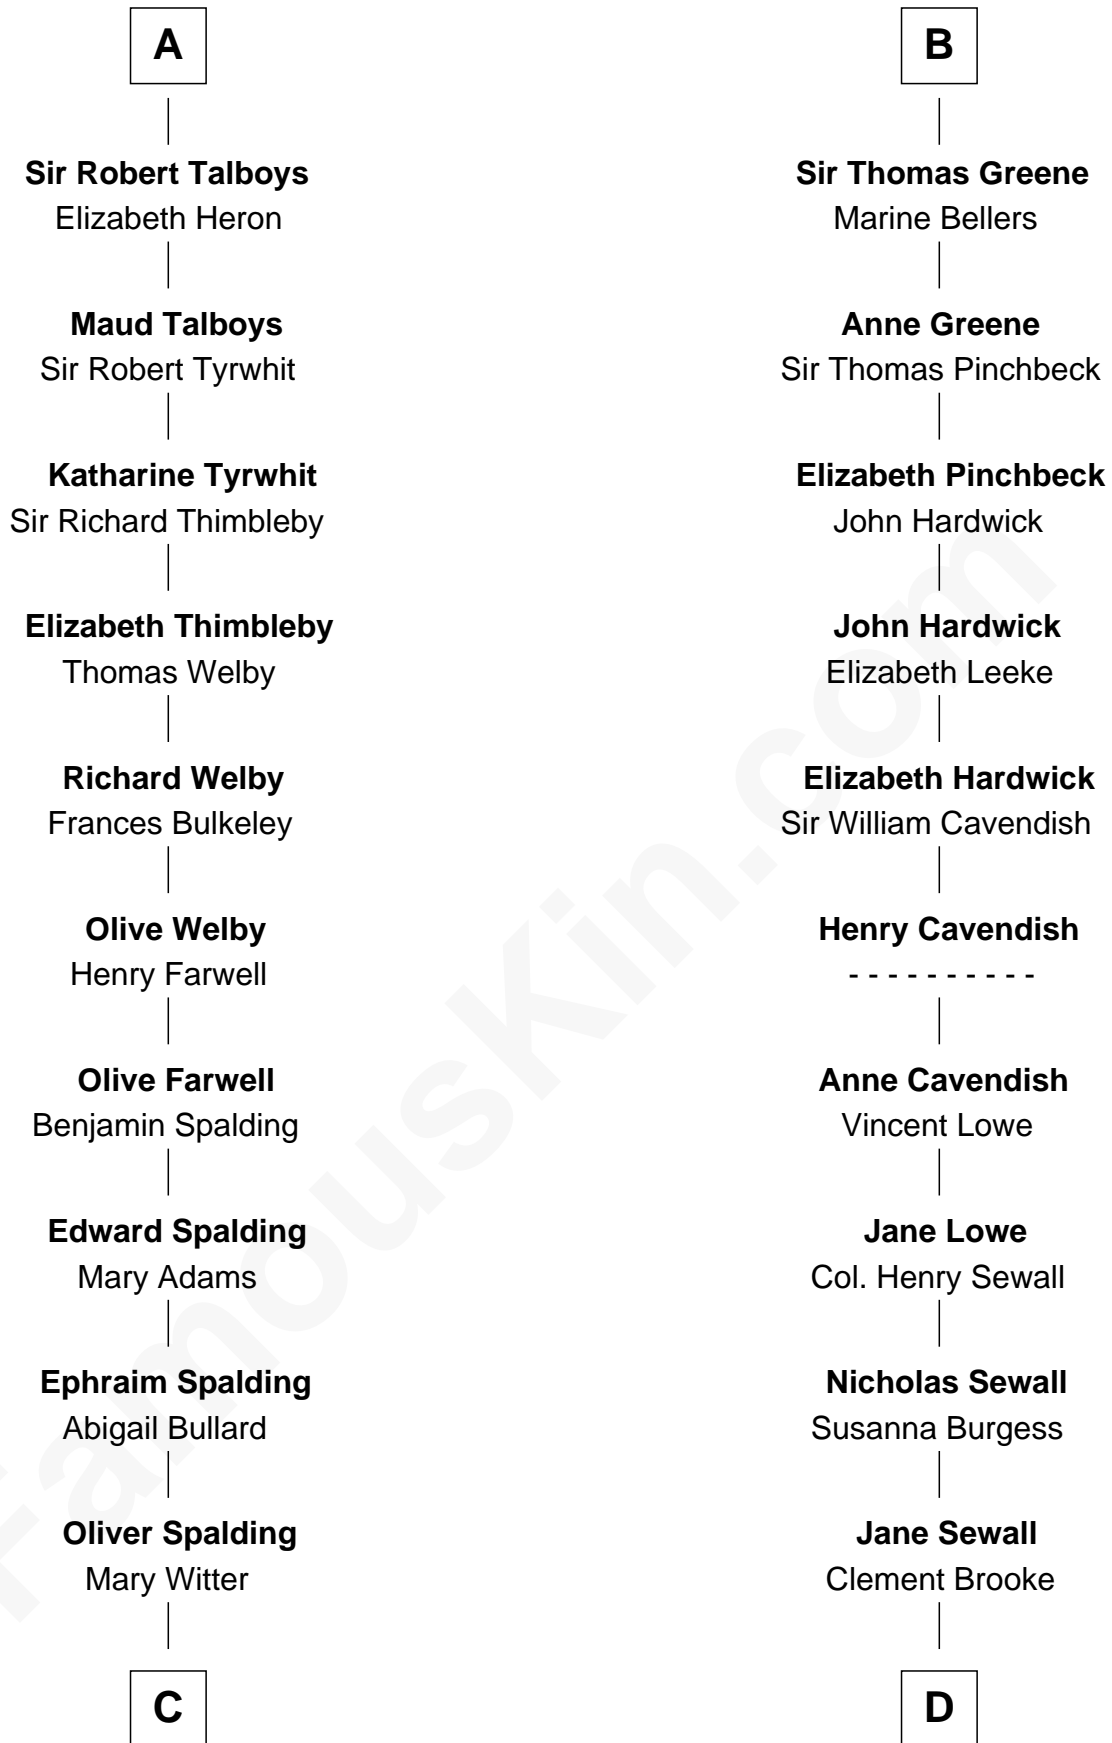 A
Sir Robert Talboys
Elizabeth Heron
Maud Talboys
Sir Robert Tyrwhit
Katharine Tyrwhit
Sir Richard Thimbleby
Elizabeth Thimbleby
Thomas Welby
Richard Welby
Frances Bulkeley
Olive Welby
Henry Farwell
Olive Farwell
Benjamin Spalding
Edward Spalding
Mary Adams
Ephraim Spalding
Abigail Bullard
Oliver Spalding
Mary Witter
C
B
Sir Thomas Greene
Marine Bellers
Anne Greene
Sir Thomas Pinchbeck
Elizabeth Pinchbeck
John Hardwick
John Hardwick
Elizabeth Leeke
Elizabeth Hardwick
Sir William Cavendish
Henry Cavendish
- - - - - - - - - -
Anne Cavendish
Vincent Lowe
Jane Lowe
Col. Henry Sewall
Nicholas Sewall
Susanna Burgess
Jane Sewall
Clement Brooke
D
FamousKin.com